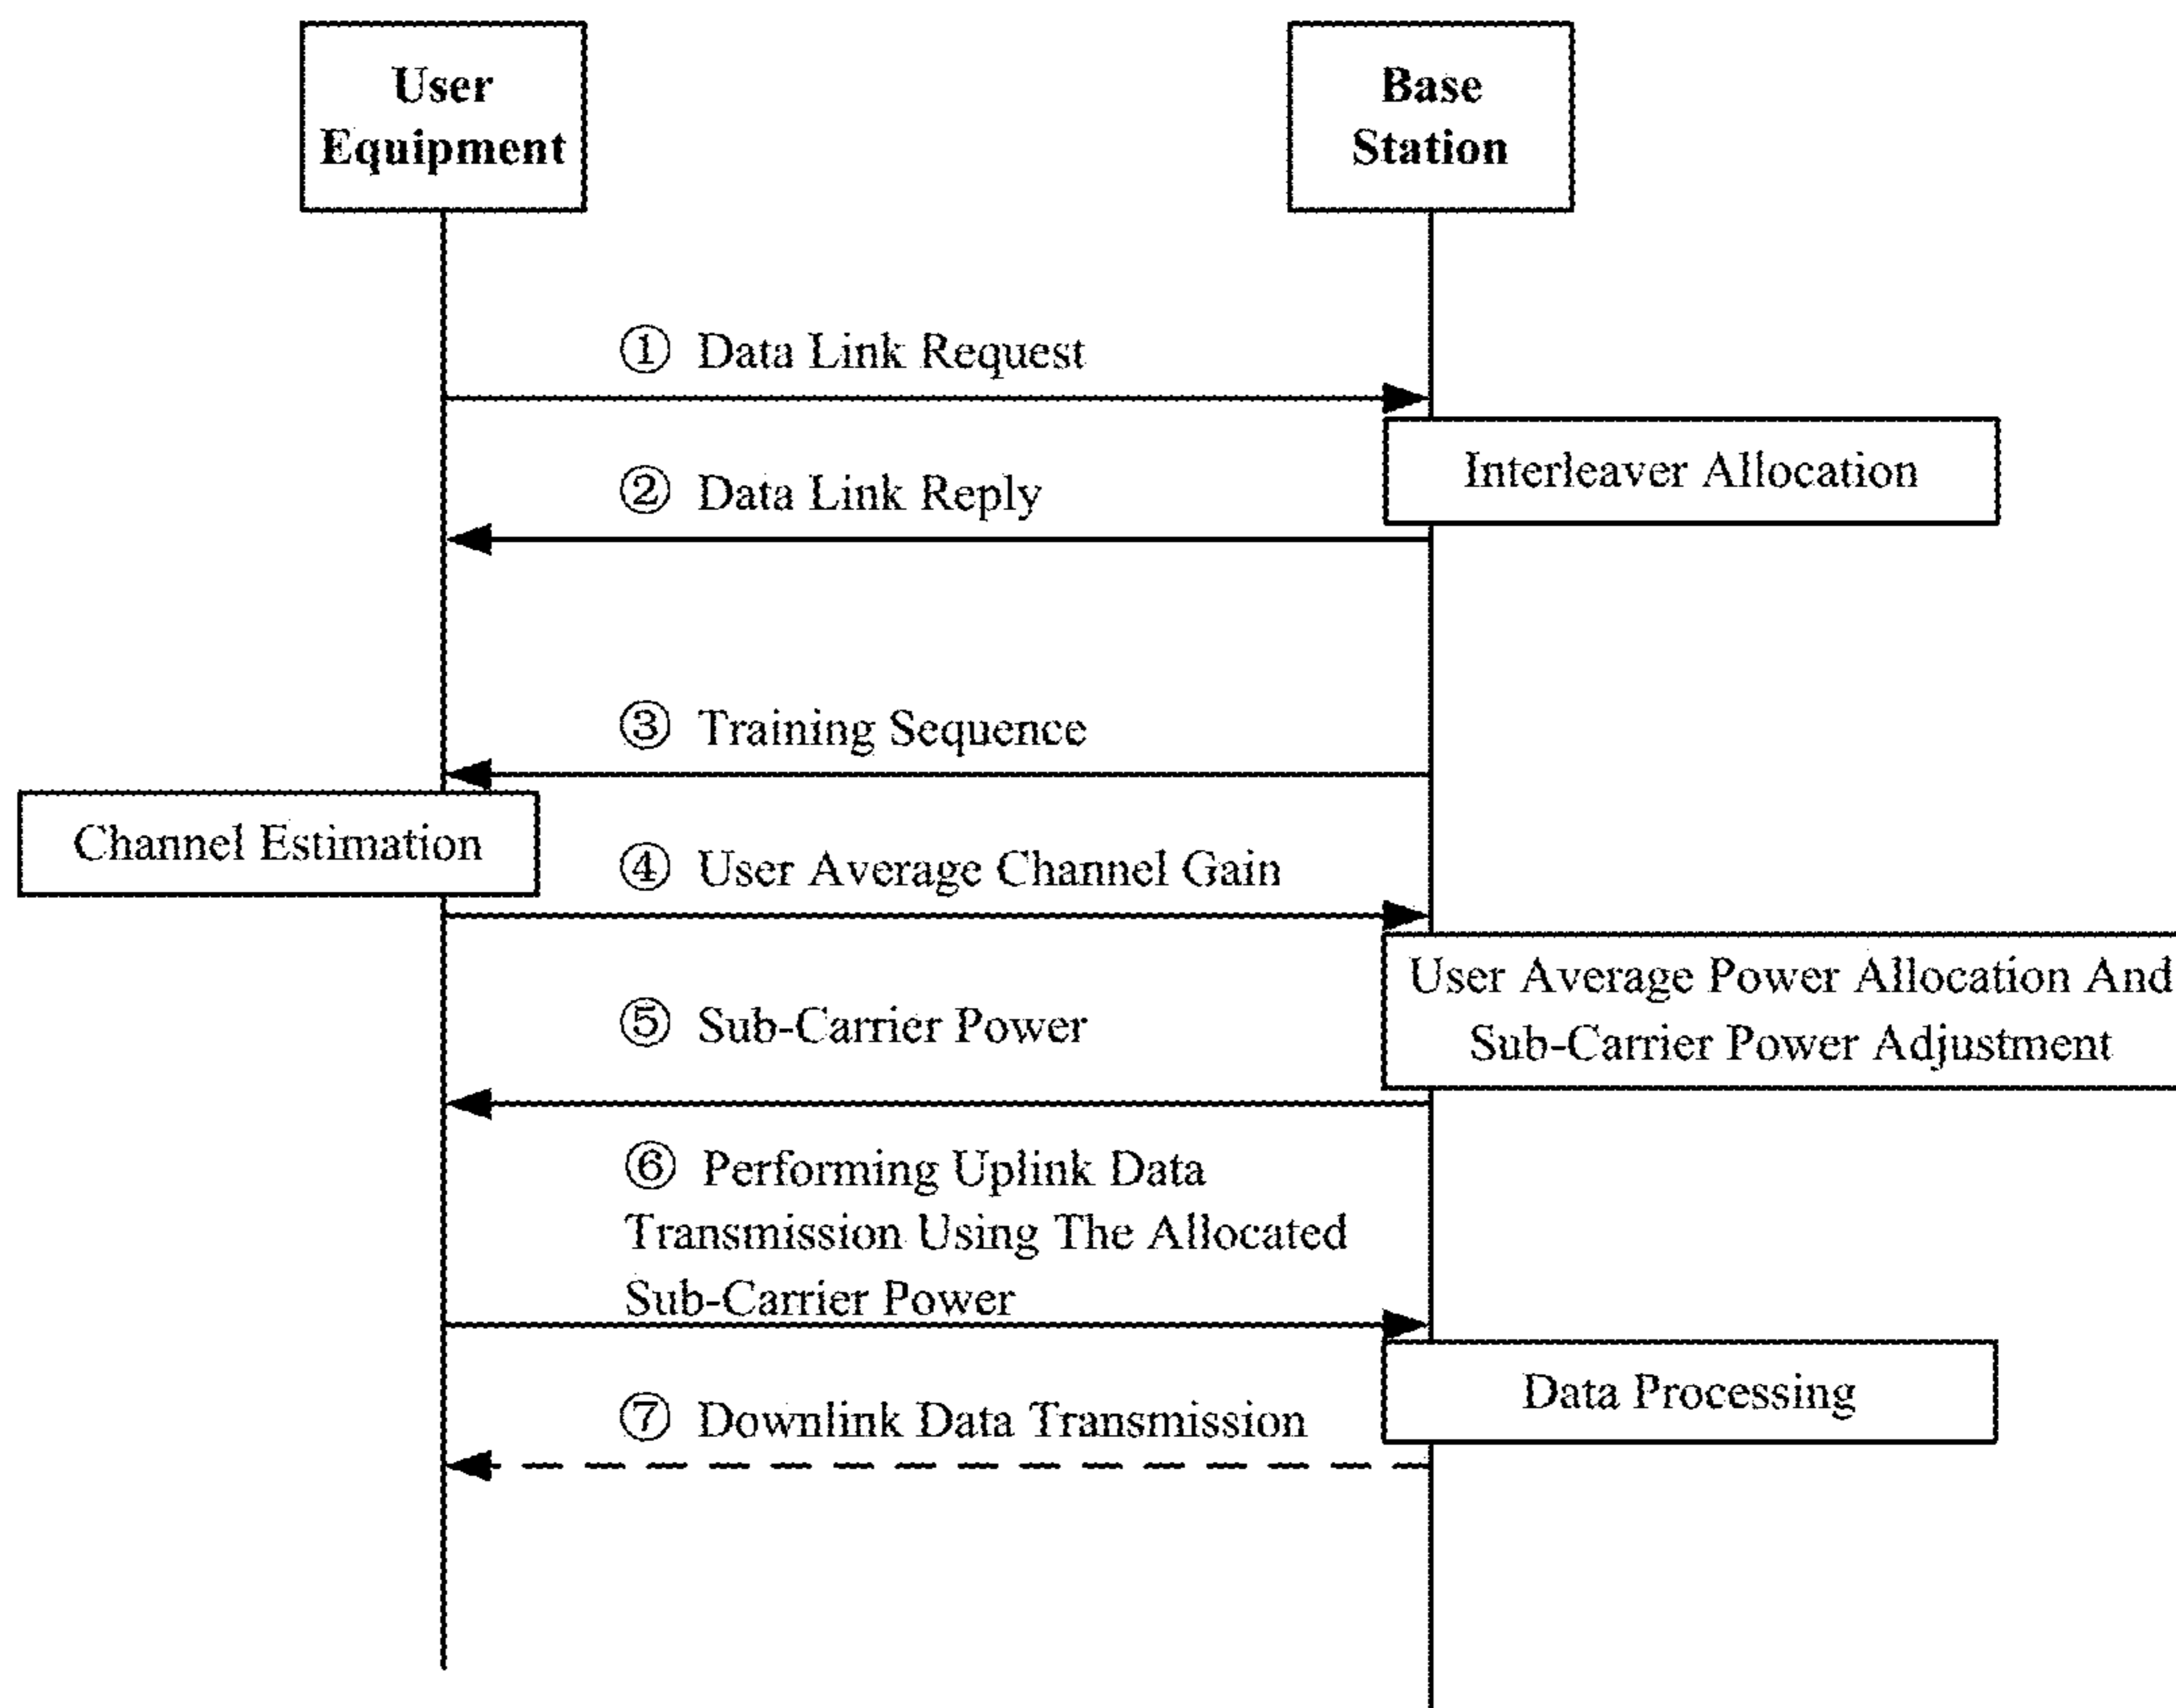 User
Equipment
Base
Station
① Data Link Request
Interleaver Allocation
② Data Link Reply
③ Training Sequence
Channel Estimation
④ User Average Channel Gain
User Average Power Allocation And
Sub-Carrier Power Adjustment
⑤ Sub-Carrier Power
⑥ Performing Uplink Data
Transmission Using The Allocated
Sub-Carrier Power
Data Processing
⑦ Downlink Data Transmission